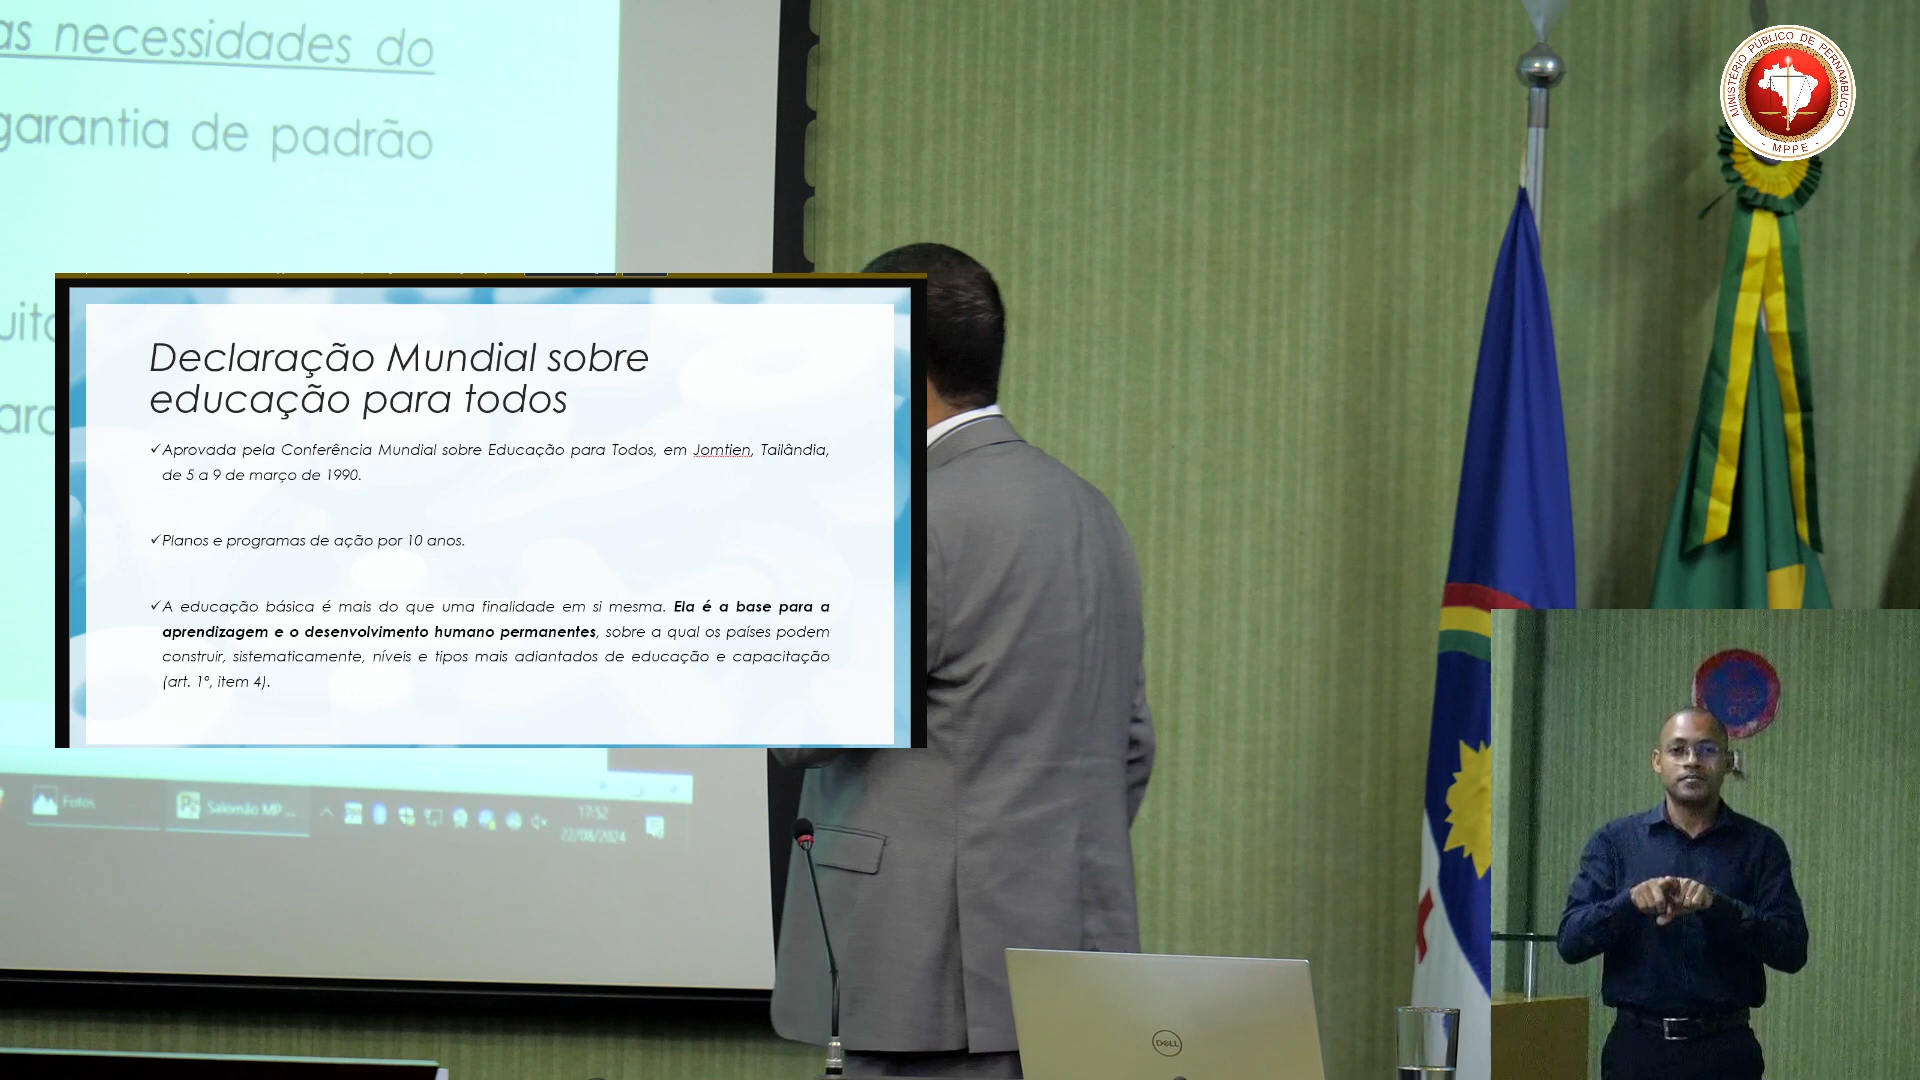 as necessidades do
garantia de padrão
MINISTÉRIO PÚBLICO DE PERNAMBUCO
- MPPE -
Declaração Mundial sobre
educação para todos
✓Aprovada pela Conferência Mundial sobre Educação para Todos, em Jomtien, Tailândia,
de 5 a 9 de março de 1990.
✓Planos e programas de ação por 10 anos.
✓A educação básica é mais do que uma finalidade em si mesma. Ela é a base para a
aprendizagem e o desenvolvimento humano permanentes, sobre a qual os países podem
construir, sistematicamente, níveis e tipos mais adiantados de educação e capacitação
(art. 1º, item 4).
Fotos
Salomão MP ...
17:52
22/08/2024
DELL